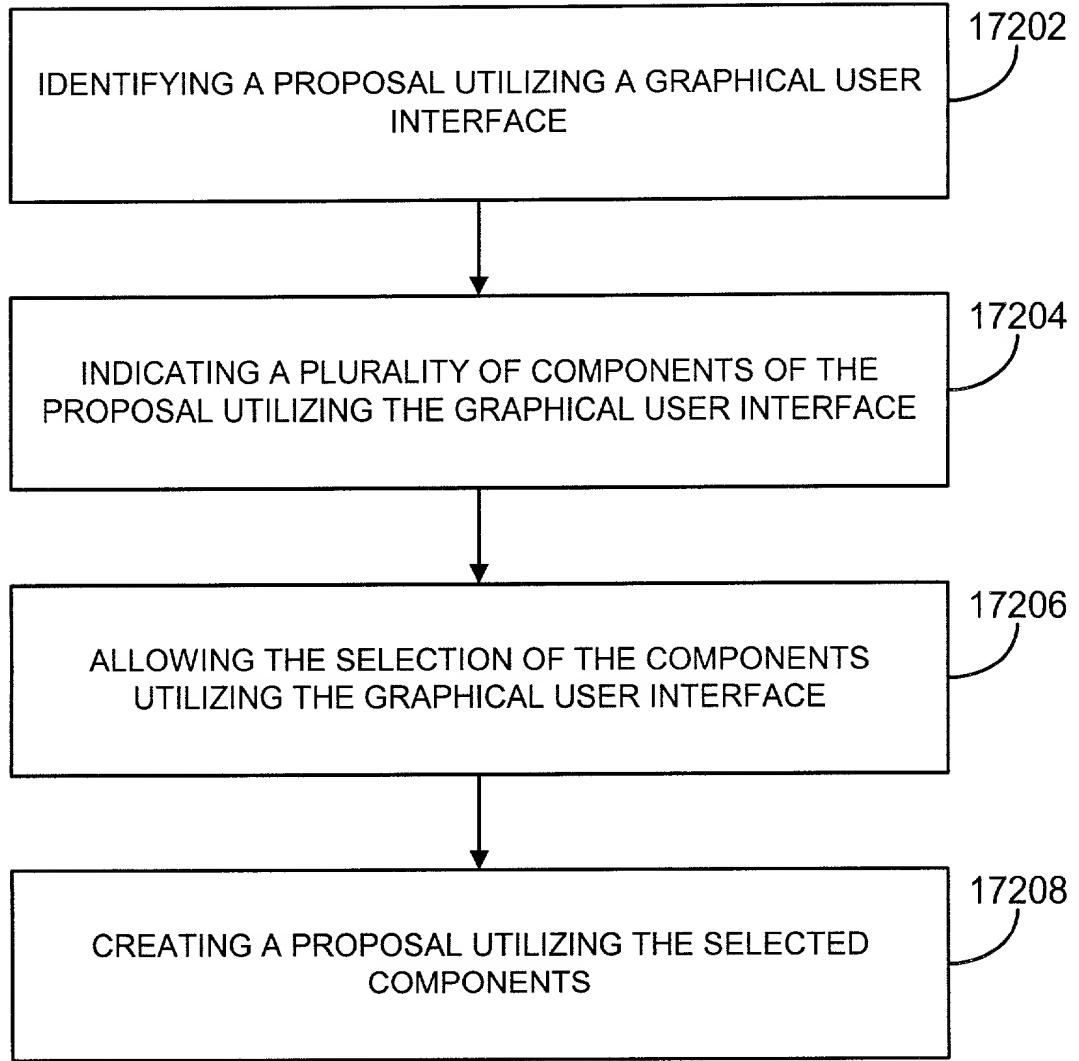 17202
IDENTIFYING A PROPOSAL UTILIZING A GRAPHICAL USER
INTERFACE
17204
INDICATING A PLURALITY OF COMPONENTS OF THE
PROPOSAL UTILIZING THE GRAPHICAL USER INTERFACE
17206
ALLOWING THE SELECTION OF THE COMPONENTS
UTILIZING THE GRAPHICAL USER INTERFACE
17208
CREATING A PROPOSAL UTILIZING THE SELECTED
COMPONENTS